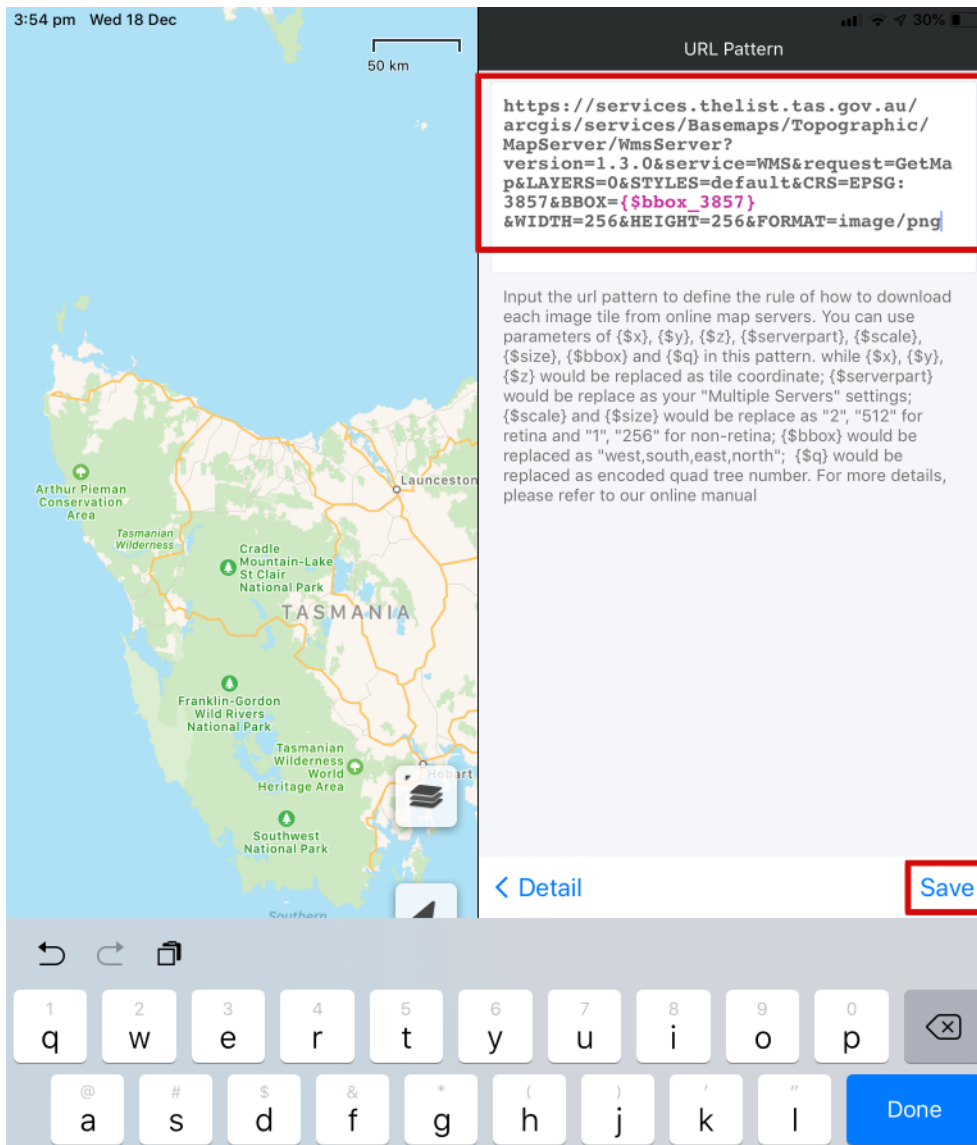 3:54 pm Wed 18 Dec
30%
50 km
URL Pattern
https://services.thelist.tas.gov.au/
arcgis/services/Basemaps/Topographic/
MapServer/WmsServer?
version=1.3.0&service=WMS&request=GetMa
p&LAYERS=0&STYLES=default&CRS=EPSG:
3857&BBOX={$bbox_3857}
&WIDTH=256&HEIGHT=256&FORMAT=image/png
Input the url pattern to define the rule of how to download
each image tile from online map servers. You can use
parameters of {$x}, {$y}, {$z}, {$serverpart}, {$scale},
{$size}, {$bbox} and {$q} in this pattern. while {$x}, {$y},
{$z} would be replaced as tile coordinate; {$serverpart}
would be replace as your "Multiple Servers" settings;
{$scale} and {$size} would be replace as "2", "512" for
retina and "1", "256" for non-retina; {$bbox} would be
replaced as "west,south,east,north"; {$q} would be
replaced as encoded quad tree number. For more details,
please refer to our online manual
Launceston
Arthur Pieman
Conservation
Area
Tasmanian
Wilderness
Cradle
Mountain-Lake
St Clair
National Park
TASMANIA
Franklin-Gordon
Wild Rivers
National Park
Tasmanian
Wilderness
World
Heritage Area
Hobart
Southwest
National Park
Southern
Detail
Save
1 2 3 4 5 6 7 8 9 0
q w e r t y u i o p
@ # $ & * ( ) ' "
a s d f g h j k l
Done